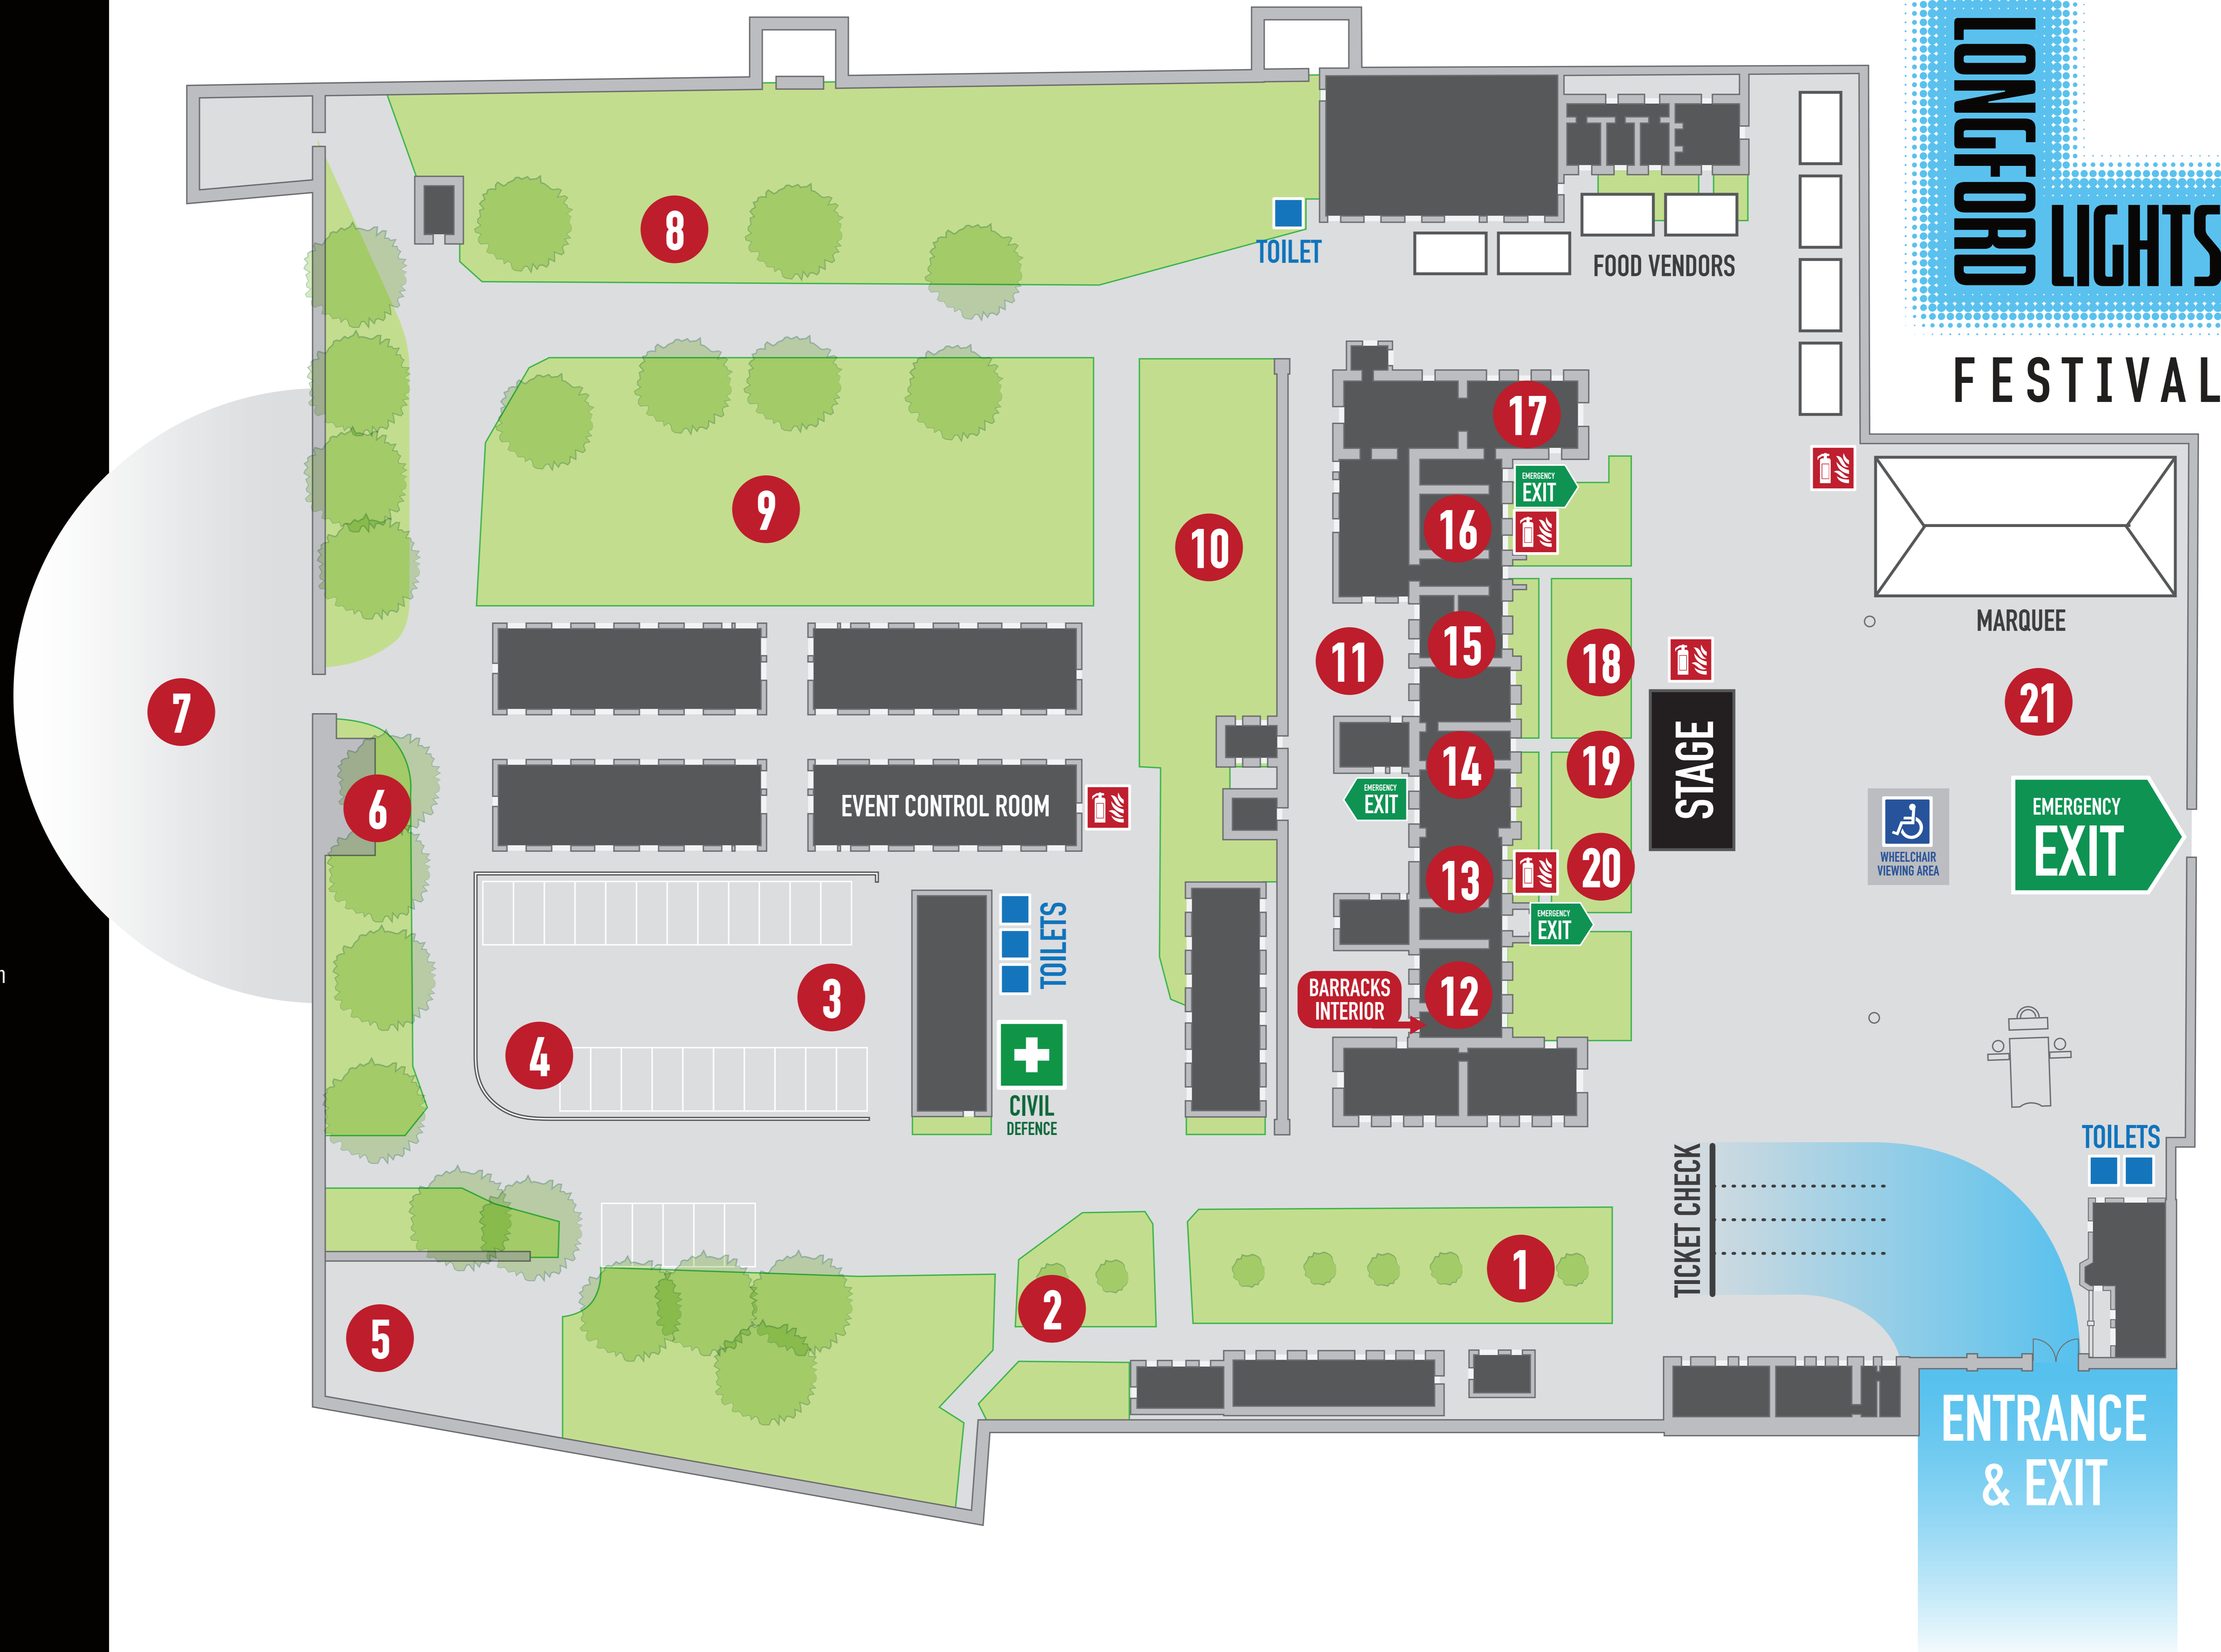 LONGFORD
LIGHTS
FESTIVAL
8
TOILET
FOOD VENDORS
17
EMERGENCY
EXIT
9
16
10
MARQUEE
15
11
18
7
21
STAGE
14
19
6
EVENT CONTROL ROOM
EMERGENCY
EXIT
EMERGENCY
EXIT
WHEELCHAIR
VIEWING AREA
13
20
EMERGENCY
EXIT
TOILETS
n
3
BARRACKS
INTERIOR
12
4
CIVIL
DEFENCE
TOILETS
TICKET CHECK
1
2
5
ENTRANCE
& EXIT